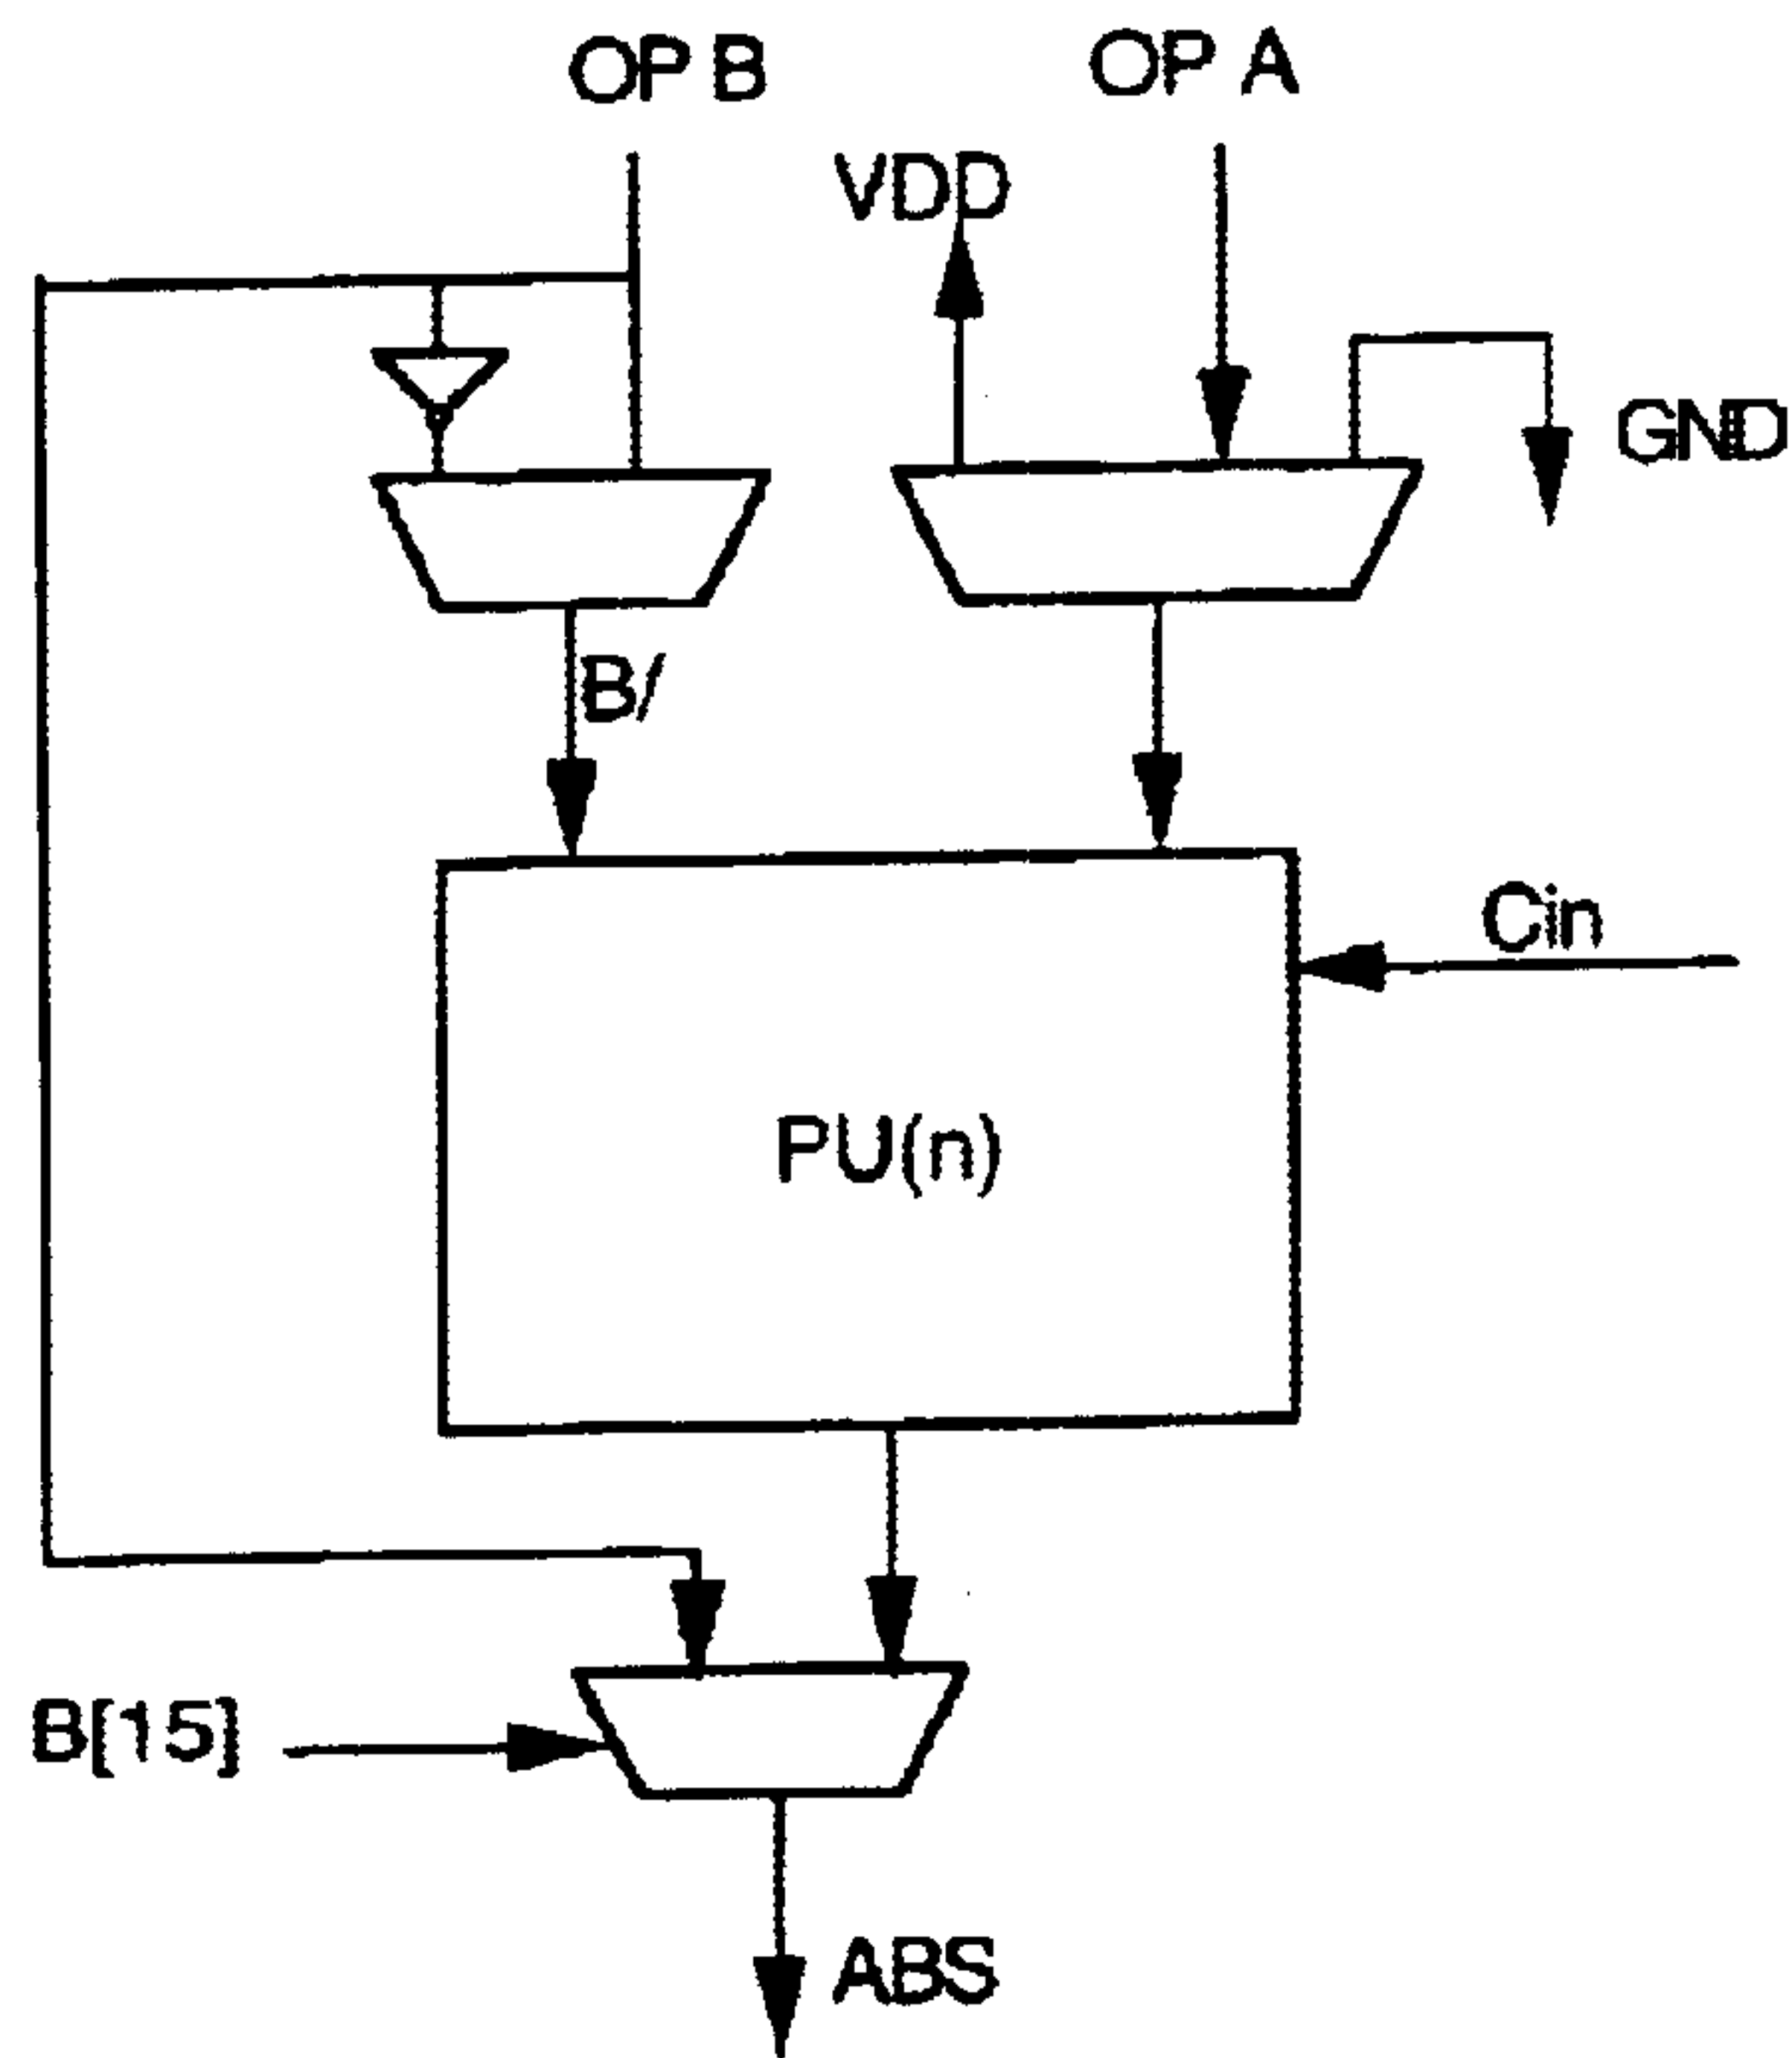 OP B
OP A
VDD
GND
B/
Cin
PU(n)
B[15]
ABS